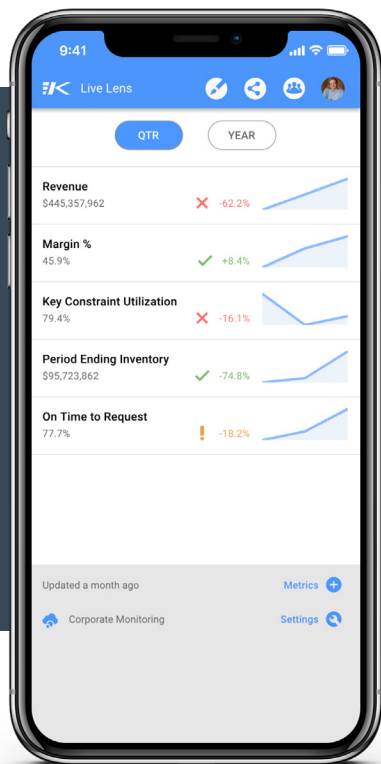 9:41
Live Lens
QTR YEAR
Revenue
$445,357,962 -62.2%
Margin %
45.9% +8.4%
Key Constraint Utilization
79.4% -16.1%
Period Ending Inventory
$95,723,862 -74.8%
On Time to Request
77.7% -18.2%
Updated a month ago Metrics
Corporate Monitoring Settings